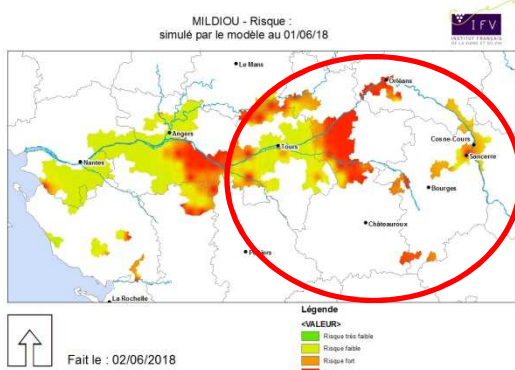 MILDIOU - Risque :
simulé par le modèle au 01/06/18
IFV
INSTITUT FRANÇAIS
DE LA VIGNE ET DU VIN
Le Mans
Orléans
Angers
Tours
Cosne-Cours
Nantes
Sancerre
Bourges
Châteauroux
La Rochelle
Légende
<VALEUR>
Risque très faible
Risque faible
Risque fort
Fait le : 02/06/2018